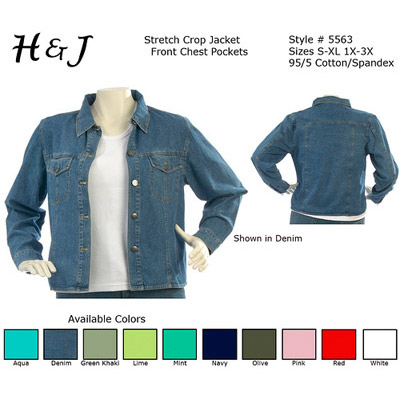 H & J
Stretch Crop Jacket
Front Chest Pockets
Style # 5563
Sizes S-XL 1X-3X
95/5 Cotton/Spandex
Shown in Denim
Available Colors
Aqua Denim Green Khaki Lime Mint Navy Olive Pink Red White